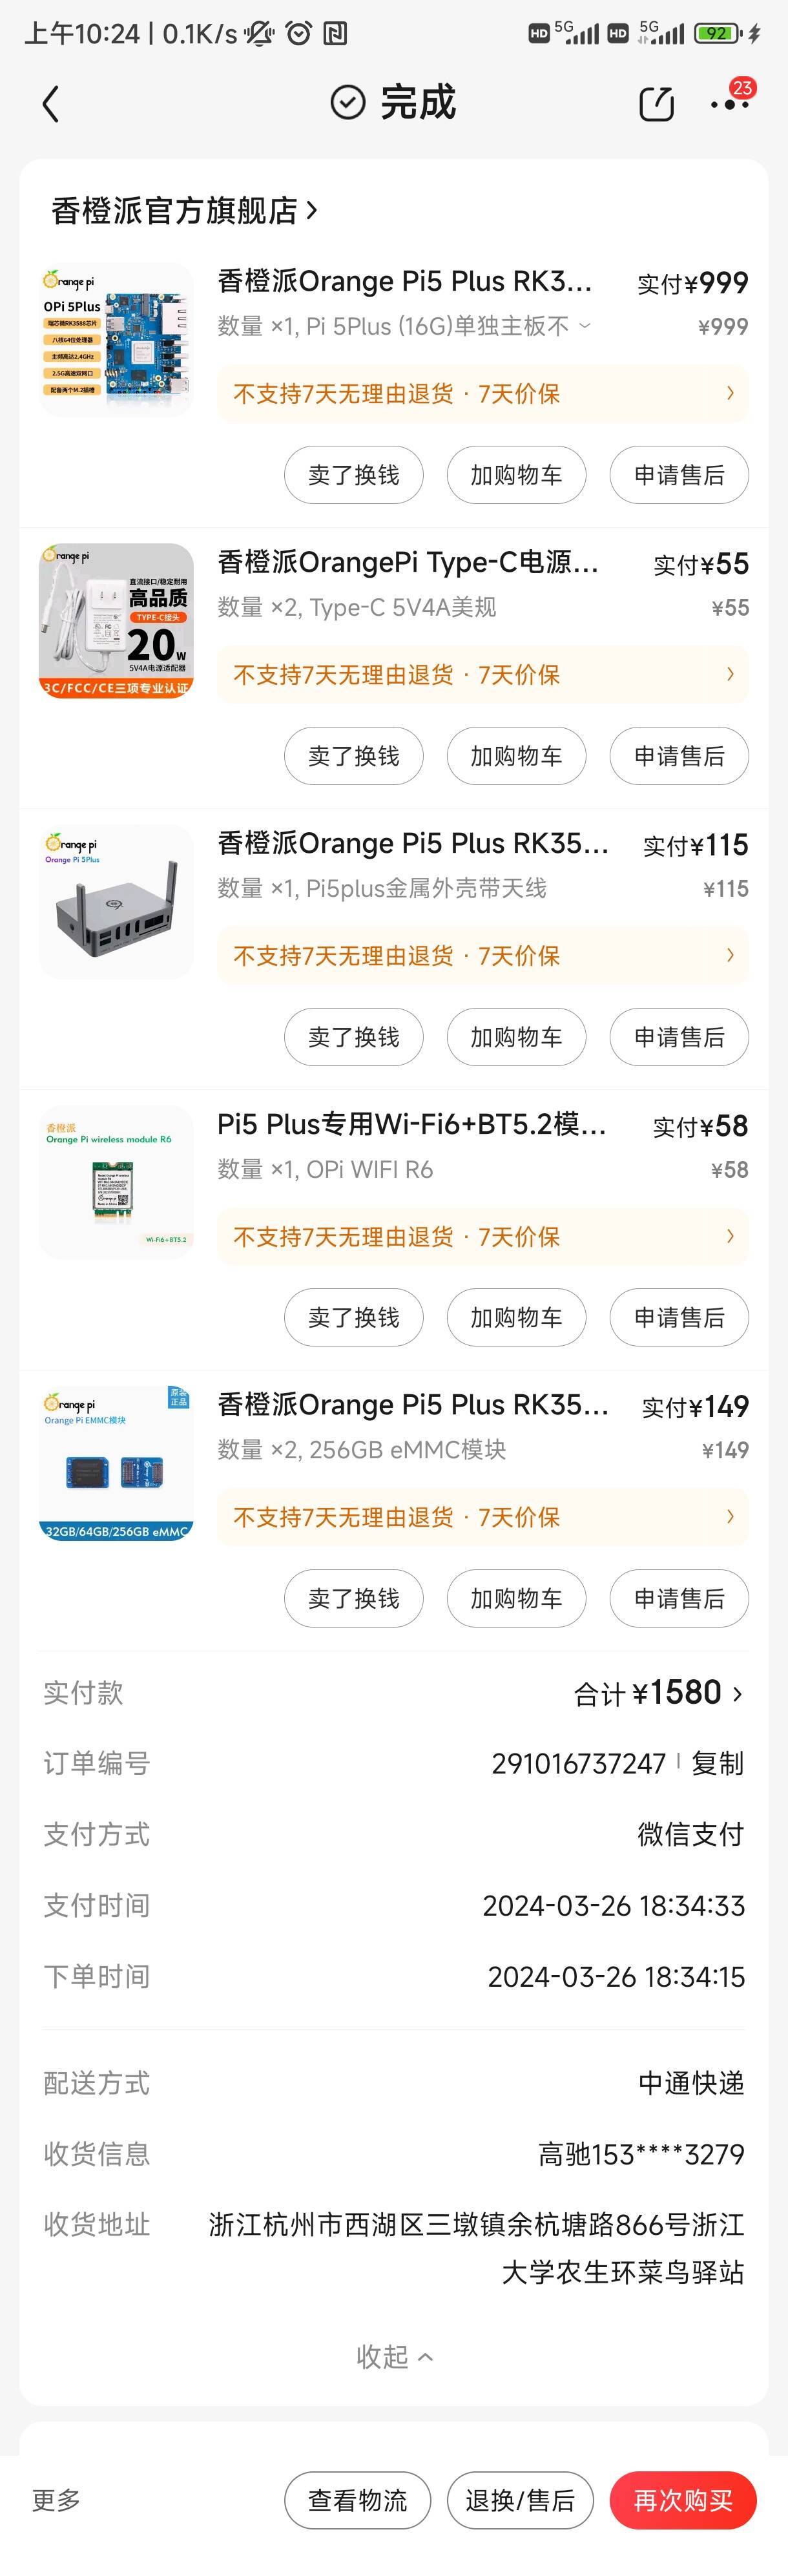 上午10:24 | 0.1K/s HD 5G HD 5G 92
完成 23
香橙派官方旗舰店
Orange pi
OPi 5Plus
瑞芯微RK3588芯片
八核64位处理器
主频高达2.4GHz
2.5G高速双网口
配备两个M.2插槽
香橙派Orange Pi5 Plus RK3... 实付¥999
数量 ×1, Pi 5Plus (16G)单独主板不 ¥999
不支持7天无理由退货 · 7天价保
卖了换钱 加购物车 申请售后
Orange pi
直流接口/稳定耐用
高品质
TYPE-C接头
20W
5V4A电源适配器
3C/FCC/CE三项专业认证
香橙派OrangePi Type-C电源... 实付¥55
数量 ×2, Type-C 5V4A美规 ¥55
不支持7天无理由退货 · 7天价保
卖了换钱 加购物车 申请售后
Orange pi
Orange Pi 5Plus
香橙派Orange Pi5 Plus RK35... 实付¥115
数量 ×1, Pi5plus金属外壳带天线 ¥115
不支持7天无理由退货 · 7天价保
卖了换钱 加购物车 申请售后
香橙派
Orange Pi wireless module R6
Wi-Fi6+BT5.2
Pi5 Plus专用Wi-Fi6+BT5.2模... 实付¥58
数量 ×1, OPi WIFI R6 ¥58
不支持7天无理由退货 · 7天价保
卖了换钱 加购物车 申请售后
Orange pi
原装
正品
Orange Pi EMMC模块
32GB/64GB/256GB eMMC
香橙派Orange Pi5 Plus RK35... 实付¥149
数量 ×2, 256GB eMMC模块 ¥149
不支持7天无理由退货 · 7天价保
卖了换钱 加购物车 申请售后
实付款 合计 ¥1580
订单编号 291016737247 | 复制
支付方式 微信支付
支付时间 2024-03-26 18:34:33
下单时间 2024-03-26 18:34:15
配送方式 中通快递
收货信息 高驰153****3279
收货地址 浙江杭州市西湖区三墩镇余杭塘路866号浙江
大学农生环菜鸟驿站
收起
更多 查看物流 退换/售后 再次购买